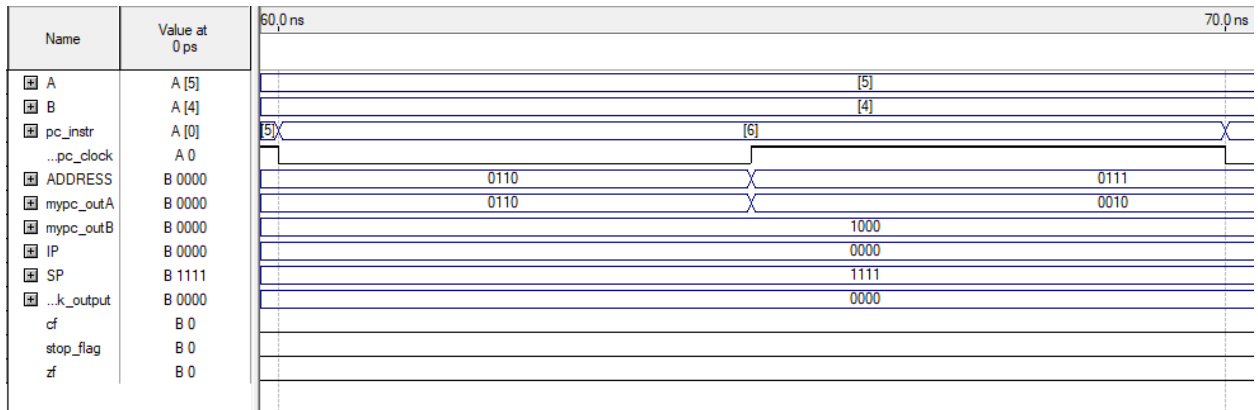 Name Value at 0 ps 60.0 ns 70.0 ns
A A [5] [5]
B A [4] [4]
pc_instr A [0] [5] [6]
...pc_clock A 0
ADDRESS B 0000 0110 0111
mypc_outA B 0000 0110 0010
mypc_outB B 0000 1000
IP B 0000 0000
SP B 1111 1111
...k_output B 0000 0000
cf B 0
stop_flag B 0
zf B 0